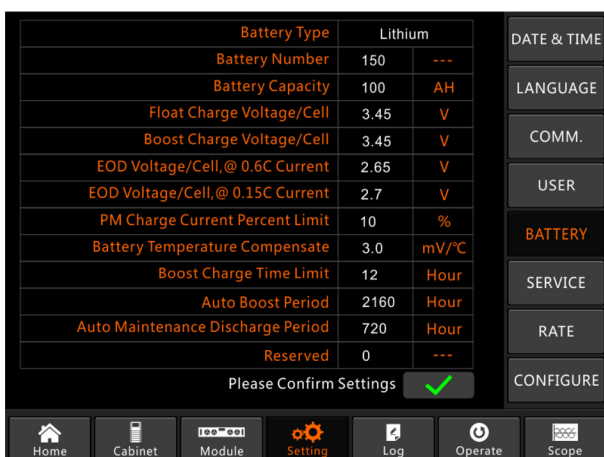 Battery Type Lithium
Battery Number 150 ---
Battery Capacity 100 AH
Float Charge Voltage/Cell 3.45 V
Boost Charge Voltage/Cell 3.45 V
EOD Voltage/Cell,@ 0.6C Current 2.65 V
EOD Voltage/Cell,@ 0.15C Current 2.7 V
PM Charge Current Percent Limit 10 %
Battery Temperature Compensate 3.0 mV/℃
Boost Charge Time Limit 12 Hour
Auto Boost Period 2160 Hour
Auto Maintenance Discharge Period 720 Hour
Reserved 0 ---
Please Confirm Settings
DATE & TIME
LANGUAGE
COMM.
USER
BATTERY
SERVICE
RATE
CONFIGURE
Home Cabinet Module Setting Log Operate Scope